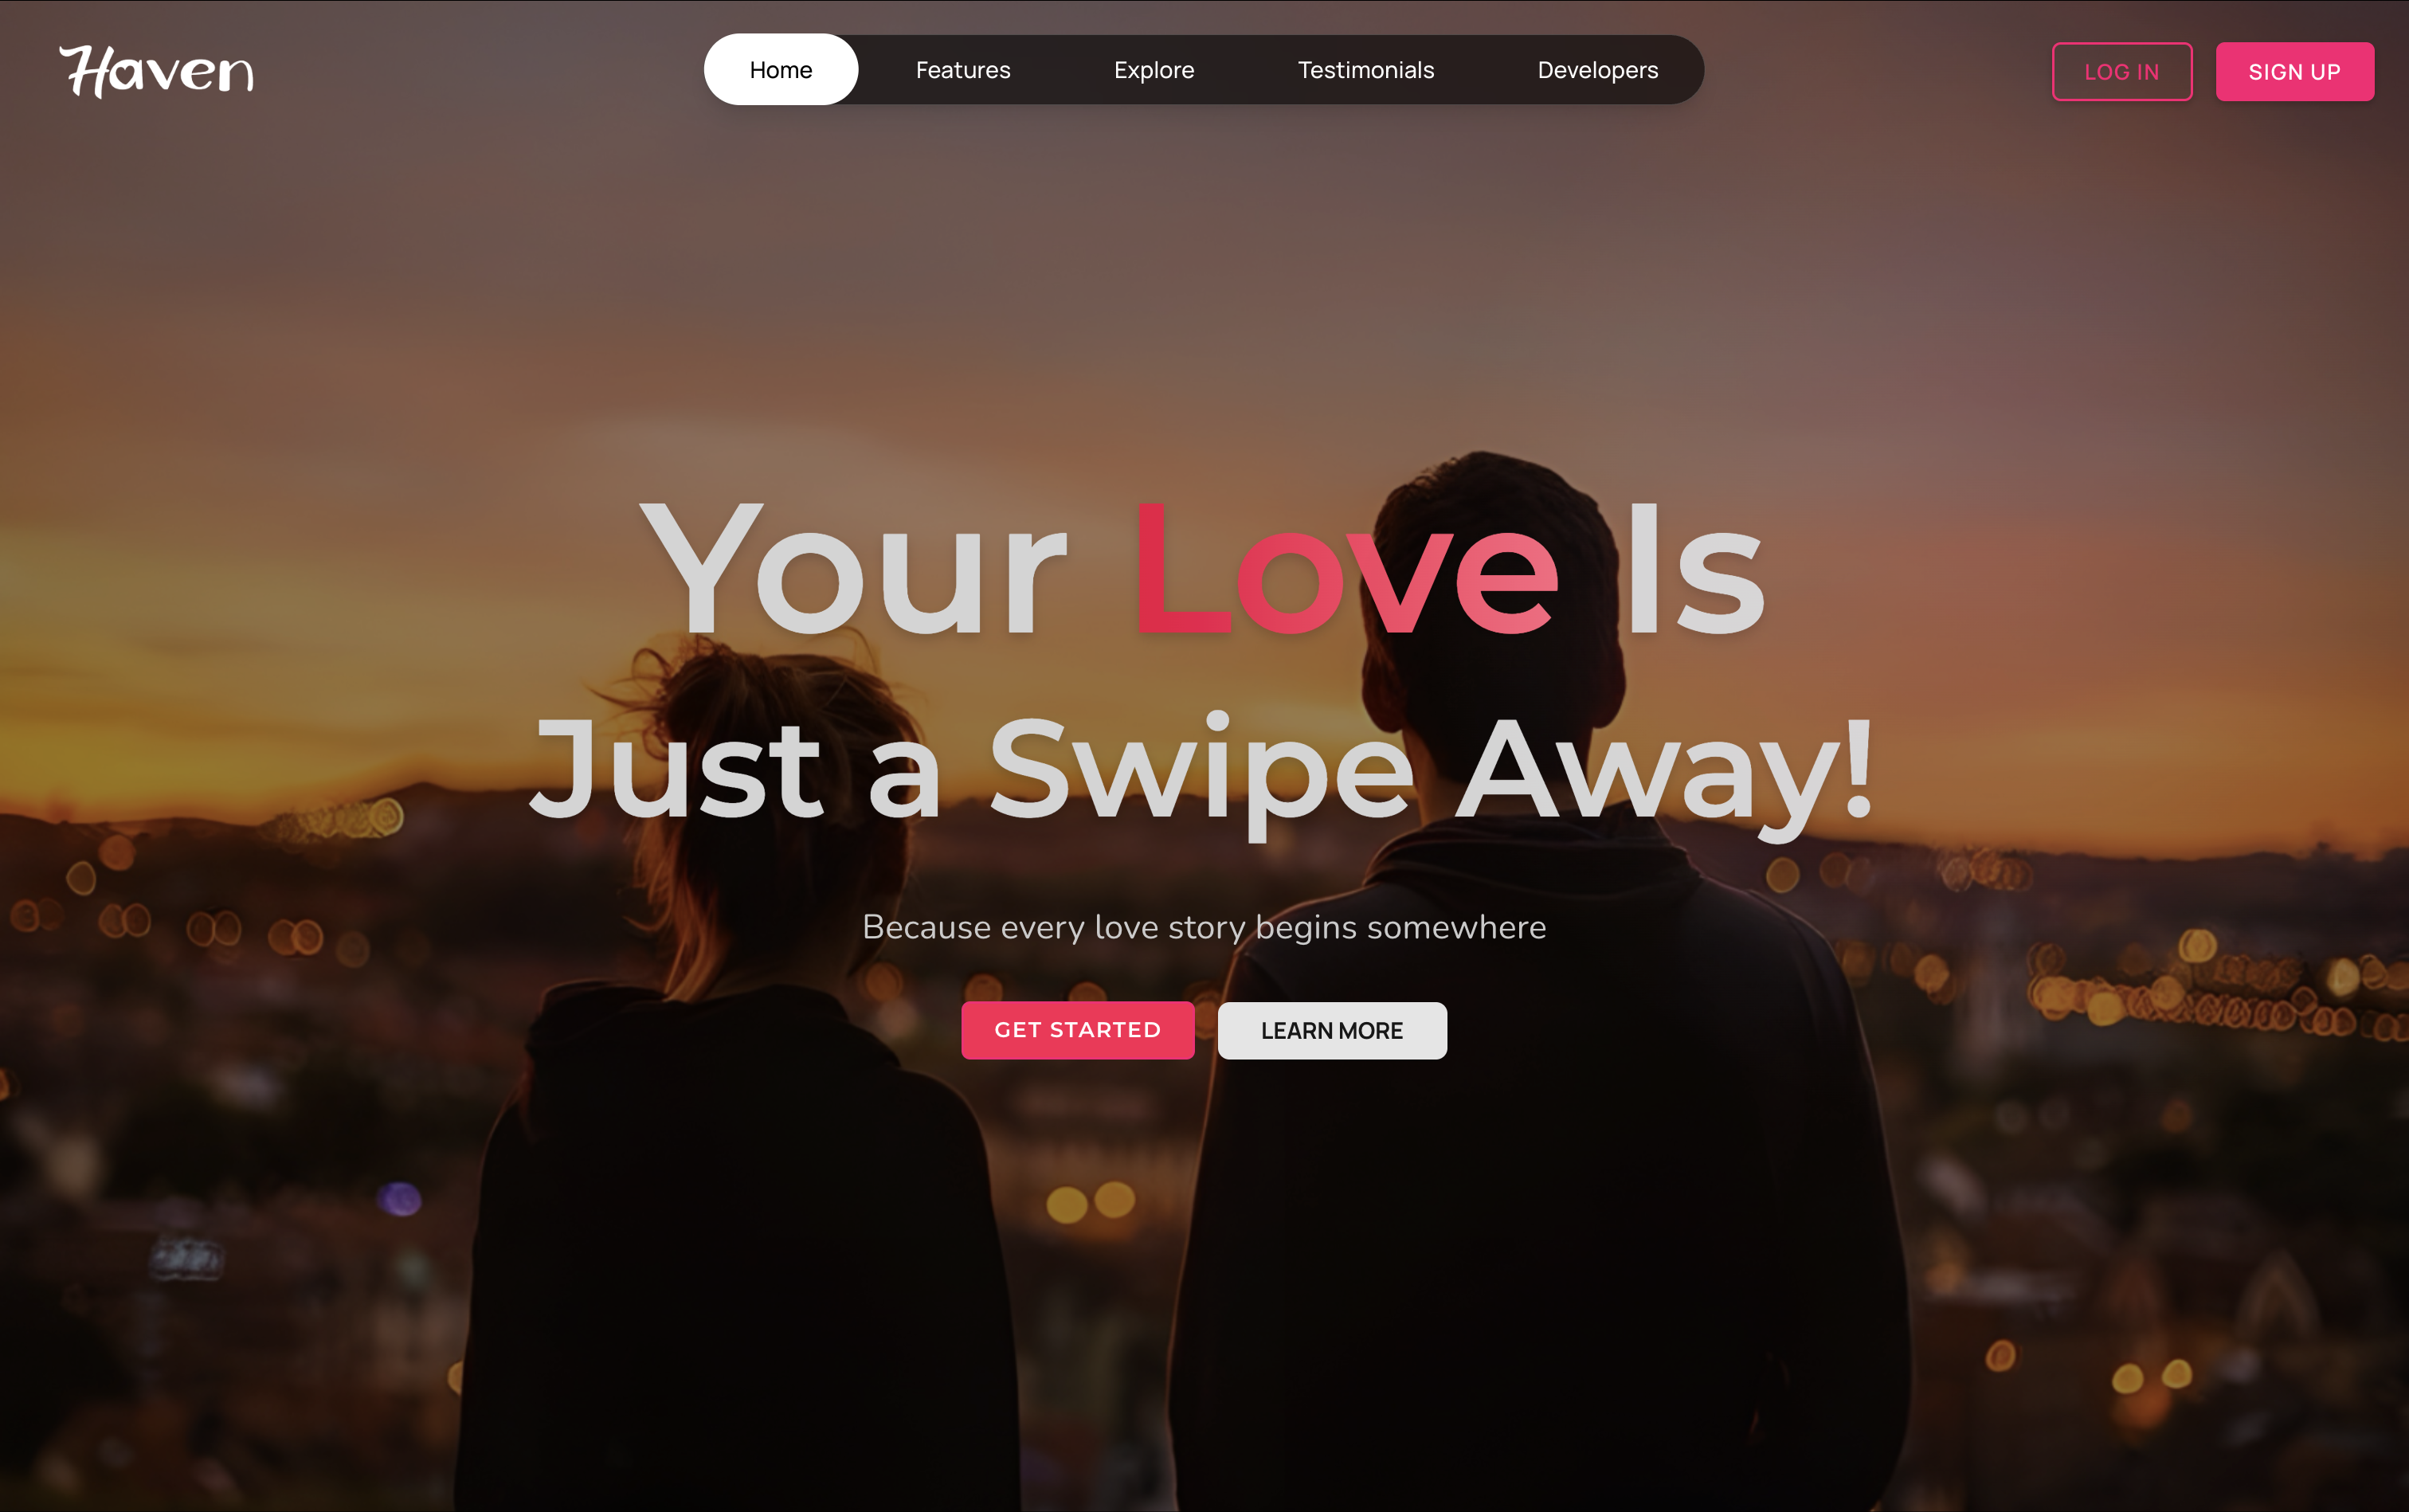 Haven
Home Features Explore Testimonials Developers
LOG IN SIGN UP
Your Love Is
Just a Swipe Away!
Because every love story begins somewhere
GET STARTED LEARN MORE